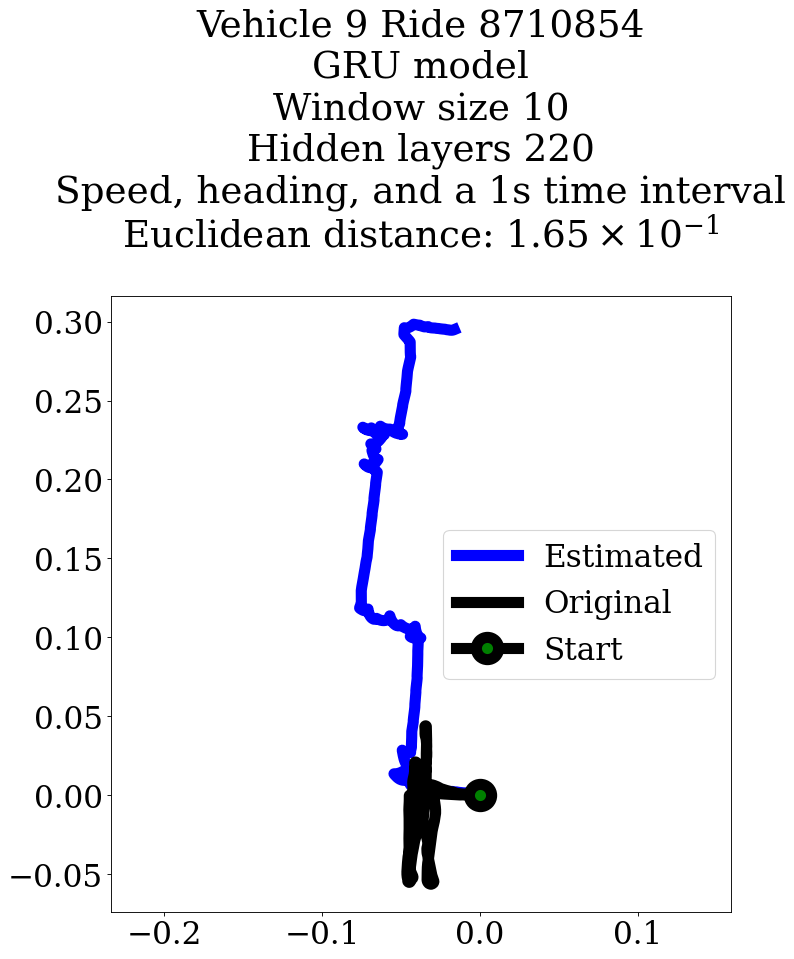 Vehicle 9 Ride 8710854
GRU model
Window size 10
Hidden layers 220
Speed, heading, and a 1s time interval
Euclidean distance: 1.65 × 10⁻¹
0.30
0.25
0.20
0.15
0.10
0.05
0.00
−0.05
Estimated
Original
Start
−0.2
−0.1
0.0
0.1